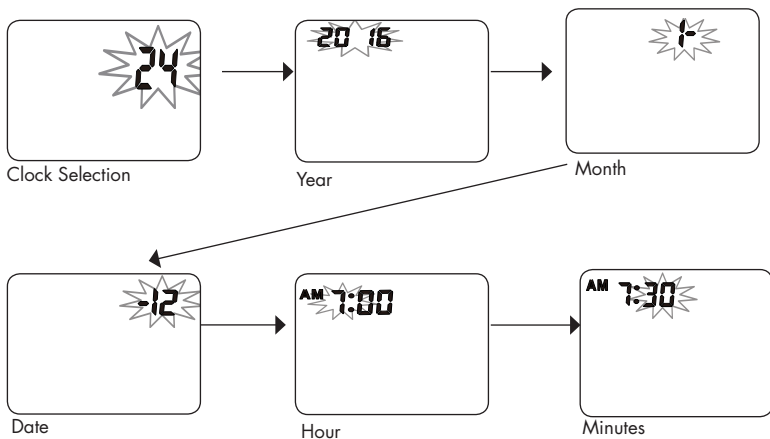 24
Clock Selection
20 16
Year
1-
Month
-12
Date
AM 7:00
Hour
AM 7:30
Minutes